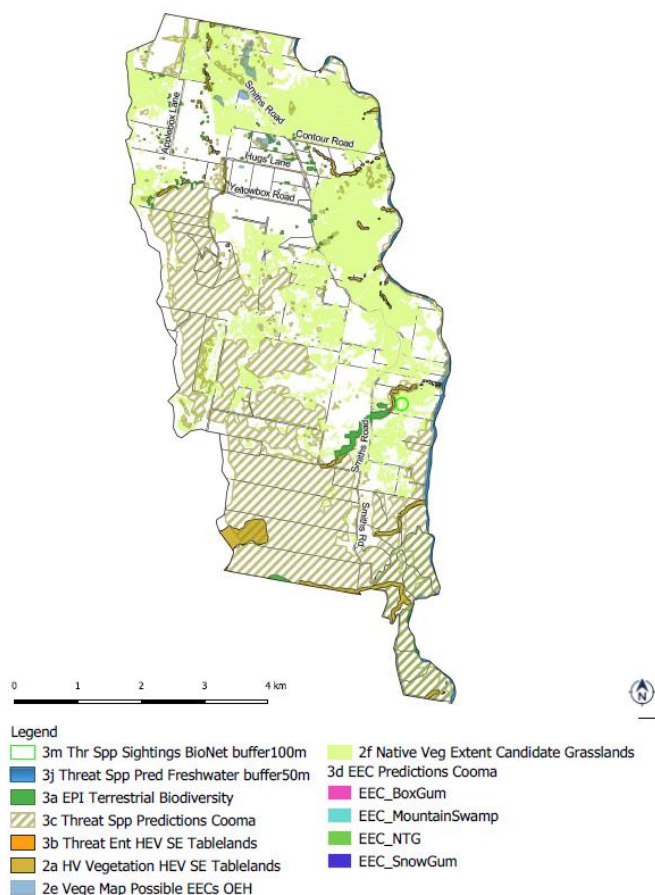 Applebox Lane
Smiths Road
Contour Road
Hugs Lane
Yellowbox Road
Smiths Road
Smiths Rd
0 1 2 3 4 km
N
Legend
3m Thr Spp Sightings BioNet buffer100m
3j Threat Spp Pred Freshwater buffer50m
3a EPI Terrestrial Biodiversity
3c Threat Spp Predictions Cooma
3b Threat Ent HEV SE Tablelands
2a HV Vegetation HEV SE Tablelands
2e Vege Map Possible EECs OEH
2f Native Veg Extent Candidate Grasslands
3d EEC Predictions Cooma
EEC_BoxGum
EEC_MountainSwamp
EEC_NTG
EEC_SnowGum